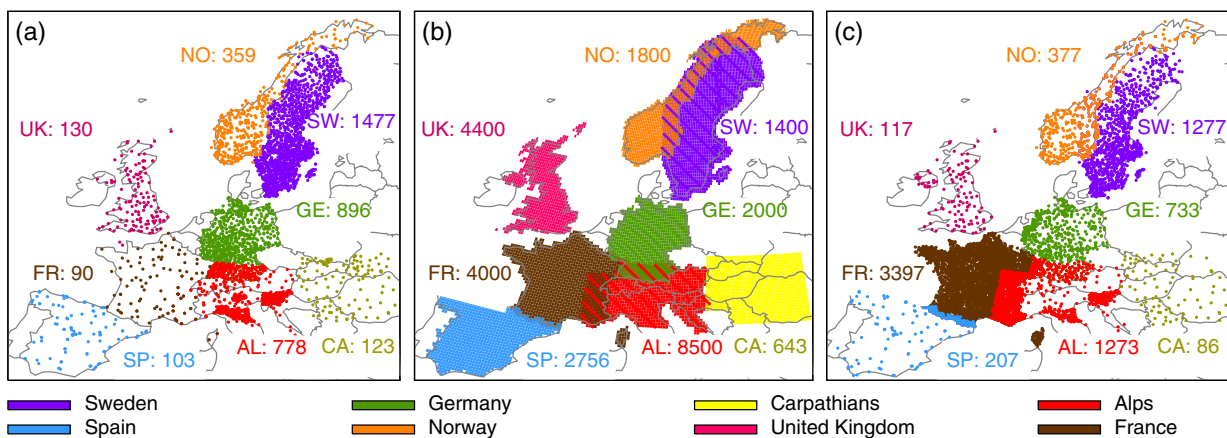 (a)
NO: 359
UK: 130
SW: 1477
GE: 896
FR: 90
SP: 103
AL: 778
CA: 123
(b)
NO: 1800
UK: 4400
SW: 1400
GE: 2000
FR: 4000
SP: 2756
AL: 8500
CA: 643
(c)
NO: 377
UK: 117
SW: 1277
GE: 733
FR: 3397
SP: 207
AL: 1273
CA: 86
Sweden
Germany
Carpathians
Alps
Spain
Norway
United Kingdom
France